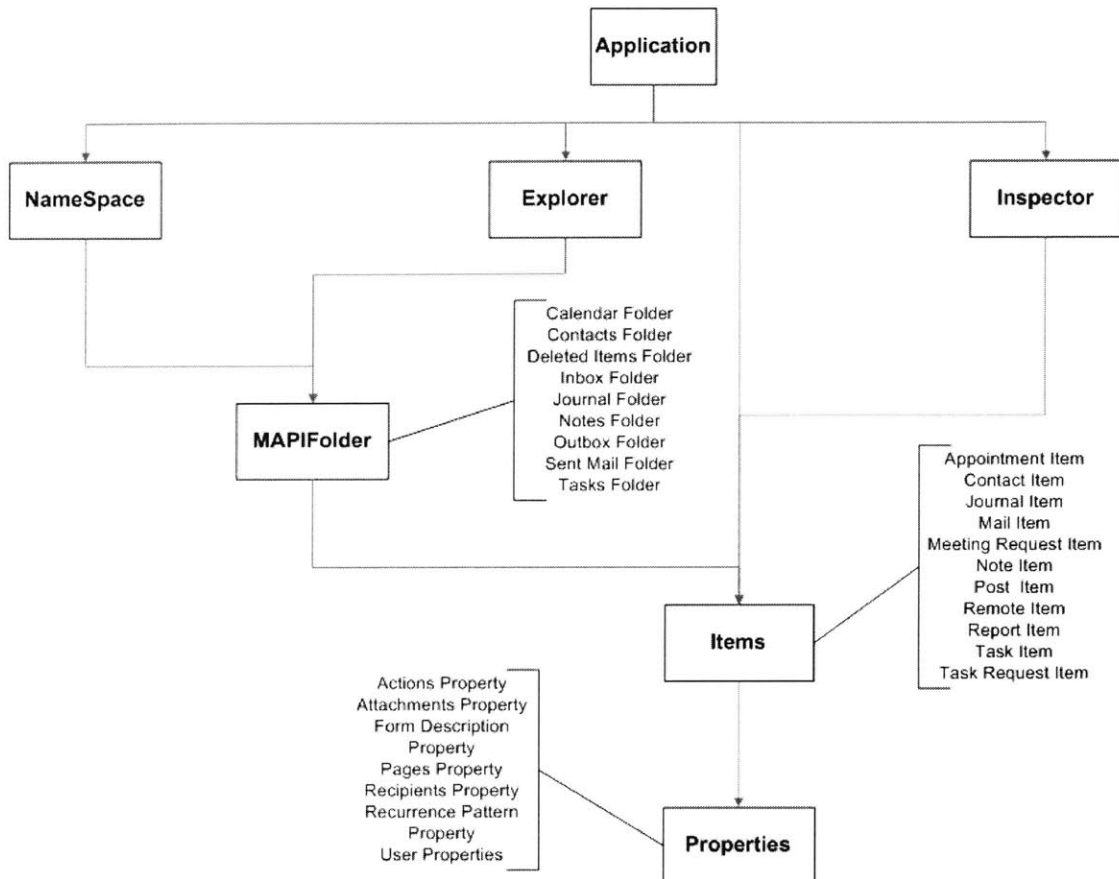 Application
NameSpace
Explorer
Inspector
Calendar Folder
Contacts Folder
Deleted Items Folder
Inbox Folder
Journal Folder
Notes Folder
Outbox Folder
Sent Mail Folder
Tasks Folder
MAPIFolder
Appointment Item
Contact Item
Journal Item
Mail Item
Meeting Request Item
Note Item
Post Item
Remote Item
Report Item
Task Item
Task Request Item
Items
Actions Property
Attachments Property
Form Description
Property
Pages Property
Recipients Property
Recurrence Pattern
Property
User Properties
Properties